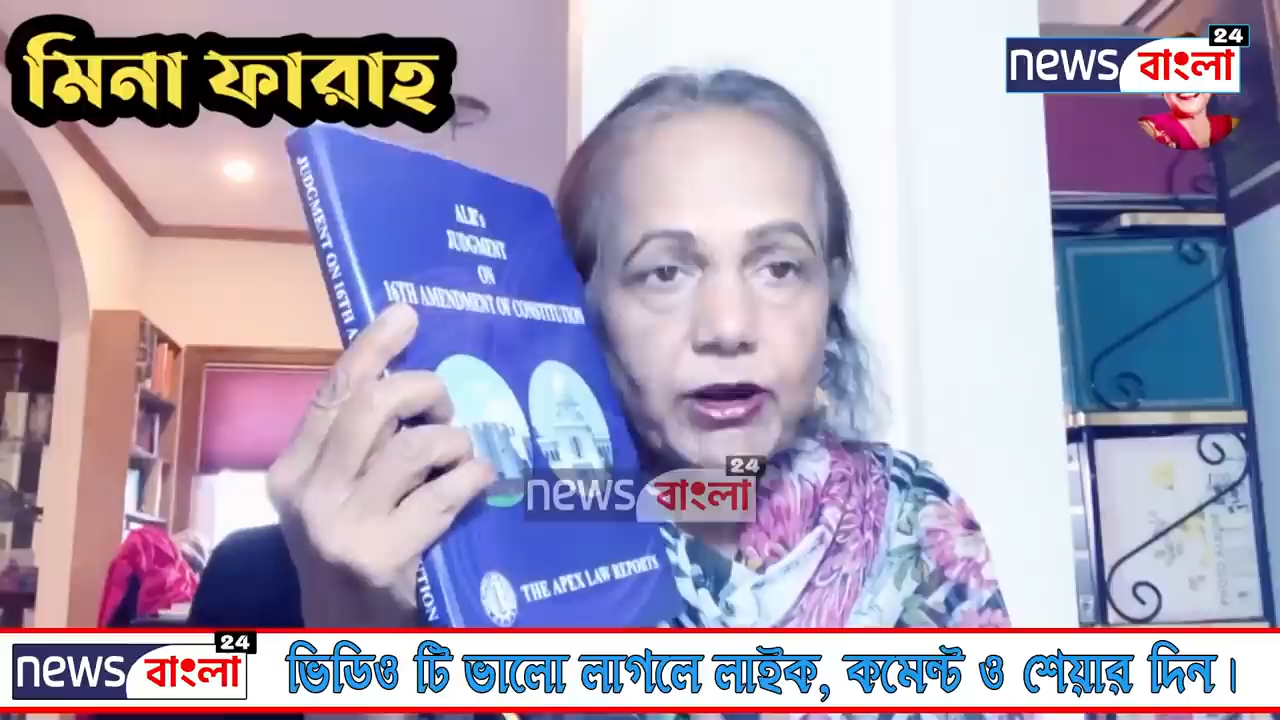 মিনা ফারাহ
news বাংলা 24
JUDGMENT ON 16TH A
ALR's
JUDGMENT
ON
16TH AMENDMENT OF CONSTITUTION
news বাংলা 24
THE APEX LAW REPORTS
news বাংলা 24
ভিডিও টি ভালো লাগলে লাইক, কমেন্ট ও শেয়ার দিন।